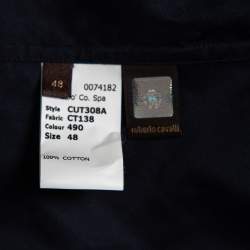 48
0074182
Co. Spa
Style CUT308A
Fabric CT138
Colour 490
Size 48
100% COTTON
roberto cavalli